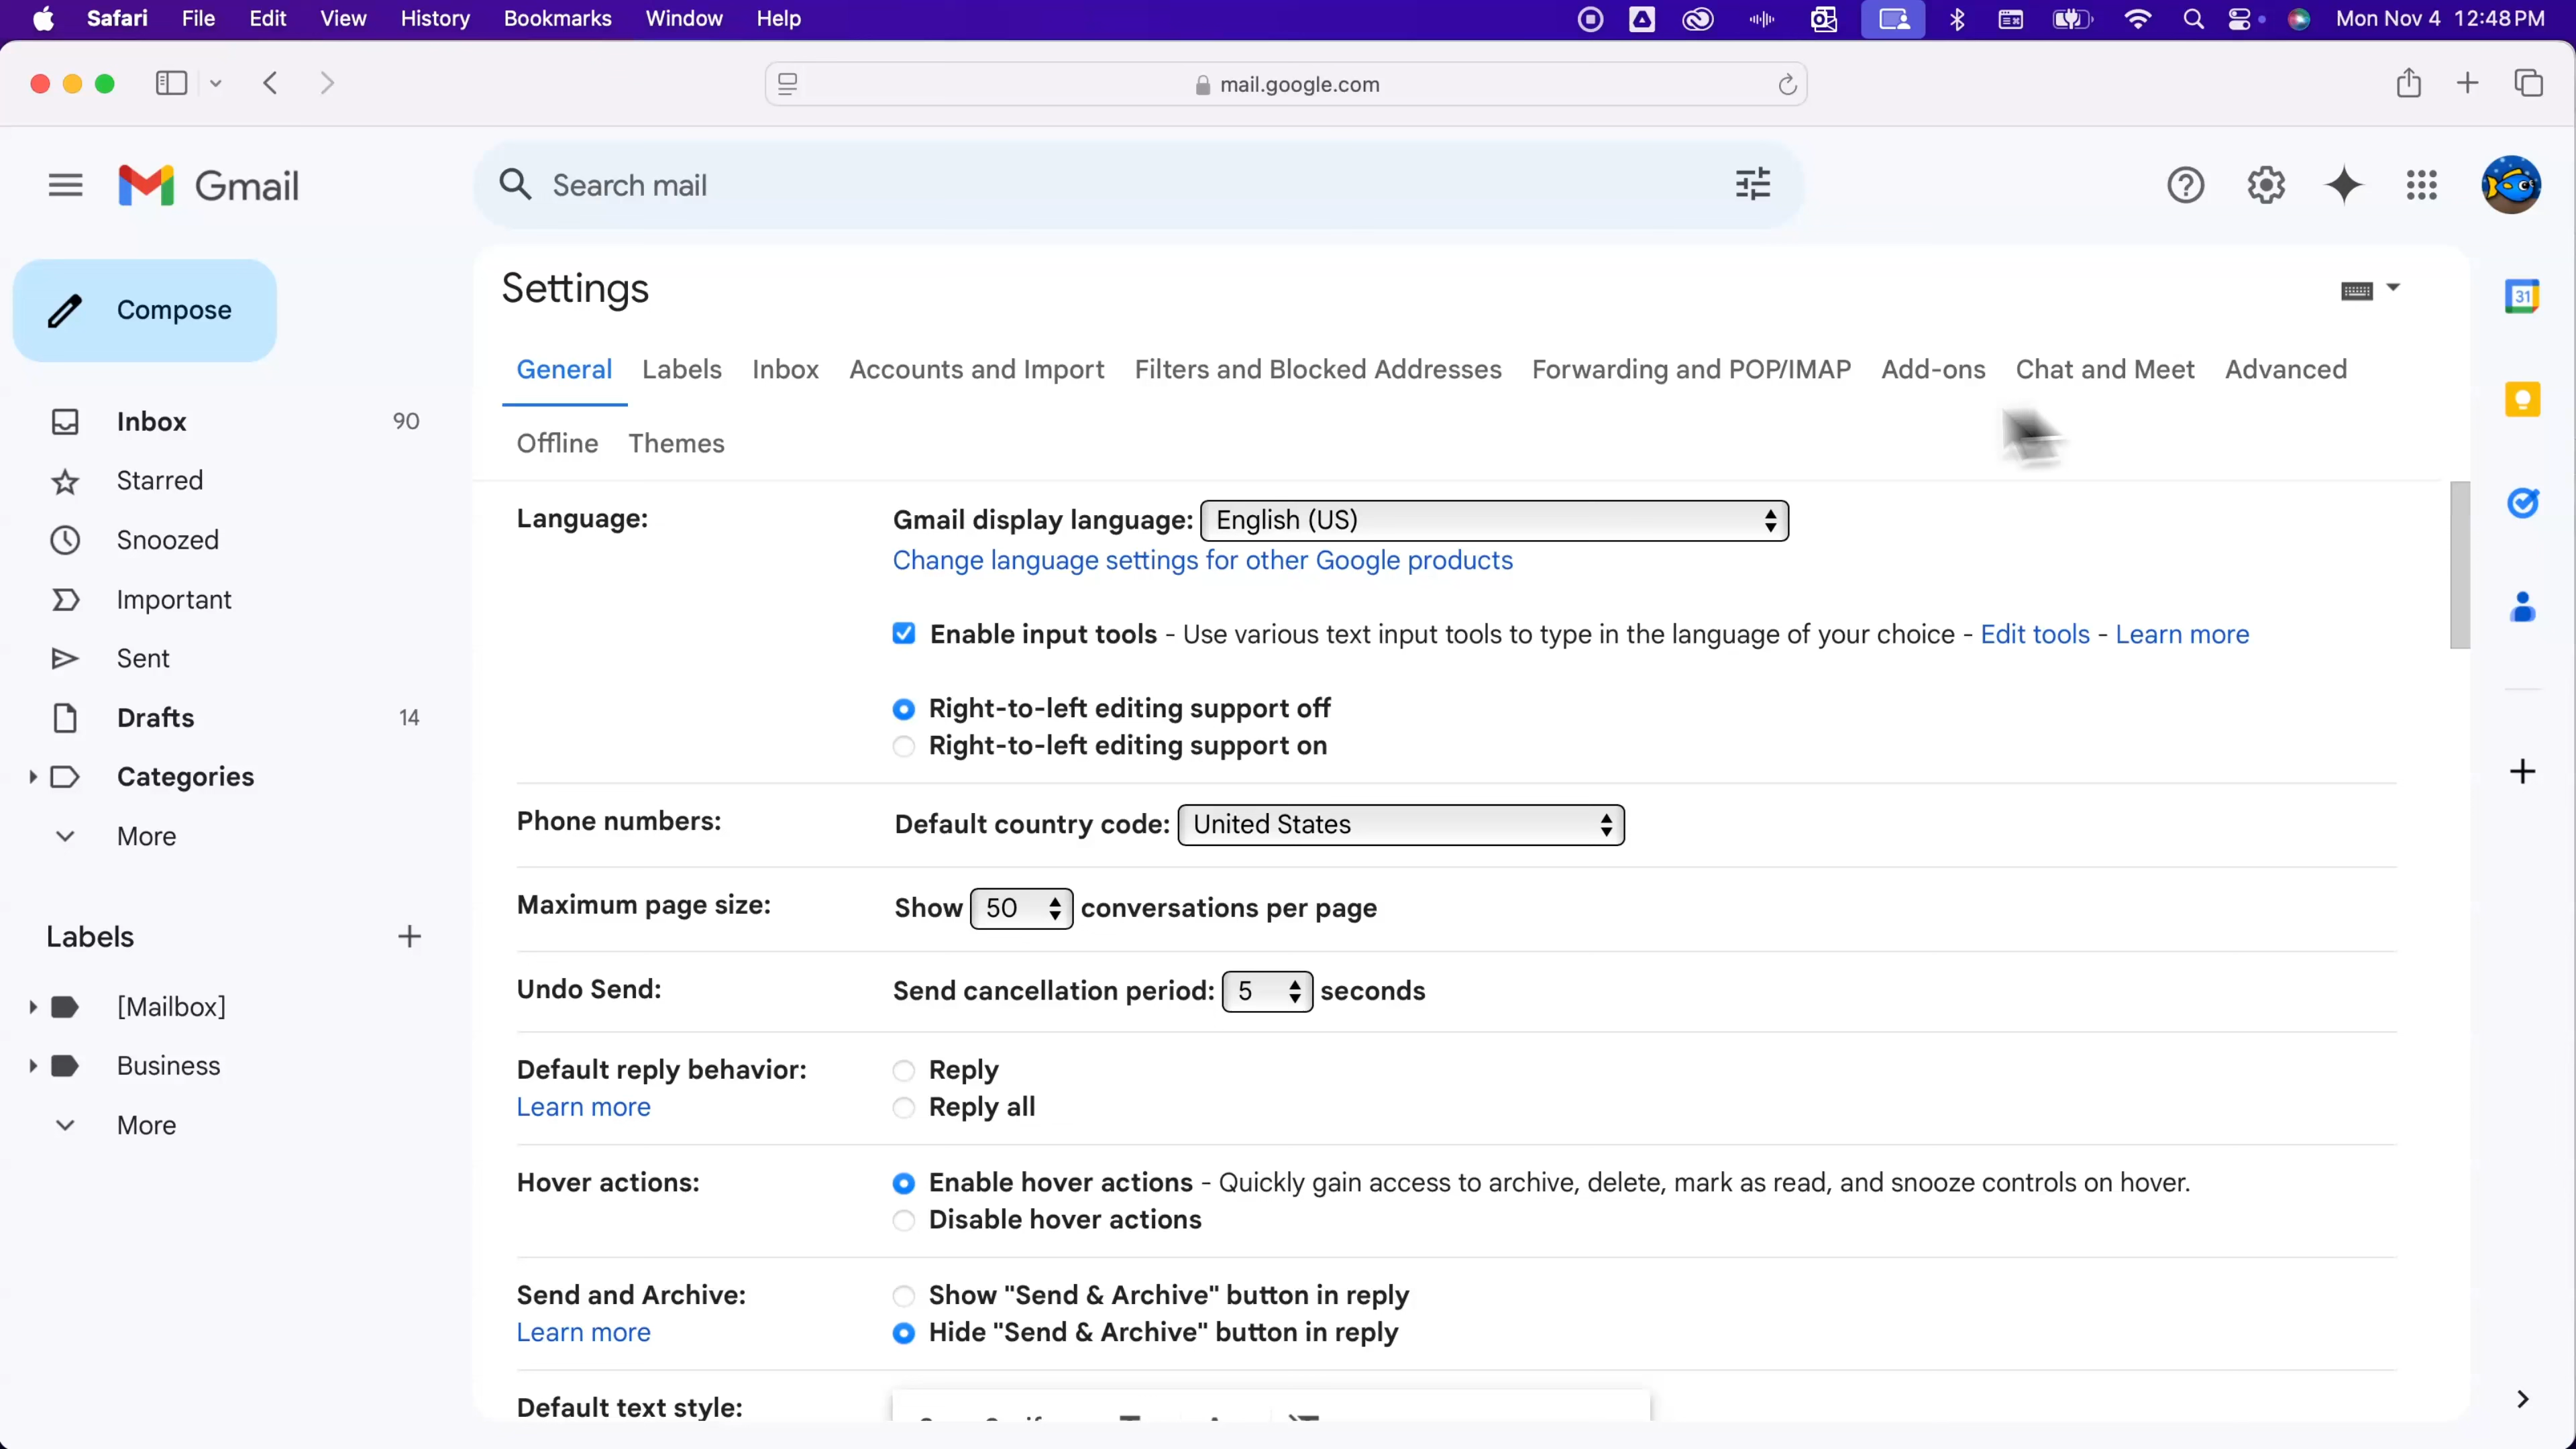 Safari File Edit View History Bookmarks Window Help Mon Nov 4 12:48 PM
mail.google.com
Gmail
Search mail
Compose
Inbox 90
Starred
Snoozed
Important
Sent
Drafts 14
Categories
More
Labels
[Mailbox]
Business
More
Settings
General Labels Inbox Accounts and Import Filters and Blocked Addresses Forwarding and POP/IMAP Add-ons Chat and Meet Advanced
Offline Themes
Language: Gmail display language: English (US)
Change language settings for other Google products
Enable input tools - Use various text input tools to type in the language of your choice - Edit tools - Learn more
Right-to-left editing support off
Right-to-left editing support on
Phone numbers: Default country code: United States
Maximum page size: Show 50 conversations per page
Undo Send: Send cancellation period: 5 seconds
Default reply behavior: Reply
Learn more Reply all
Hover actions: Enable hover actions - Quickly gain access to archive, delete, mark as read, and snooze controls on hover.
Disable hover actions
Send and Archive: Show "Send & Archive" button in reply
Learn more Hide "Send & Archive" button in reply
Default text style:
31